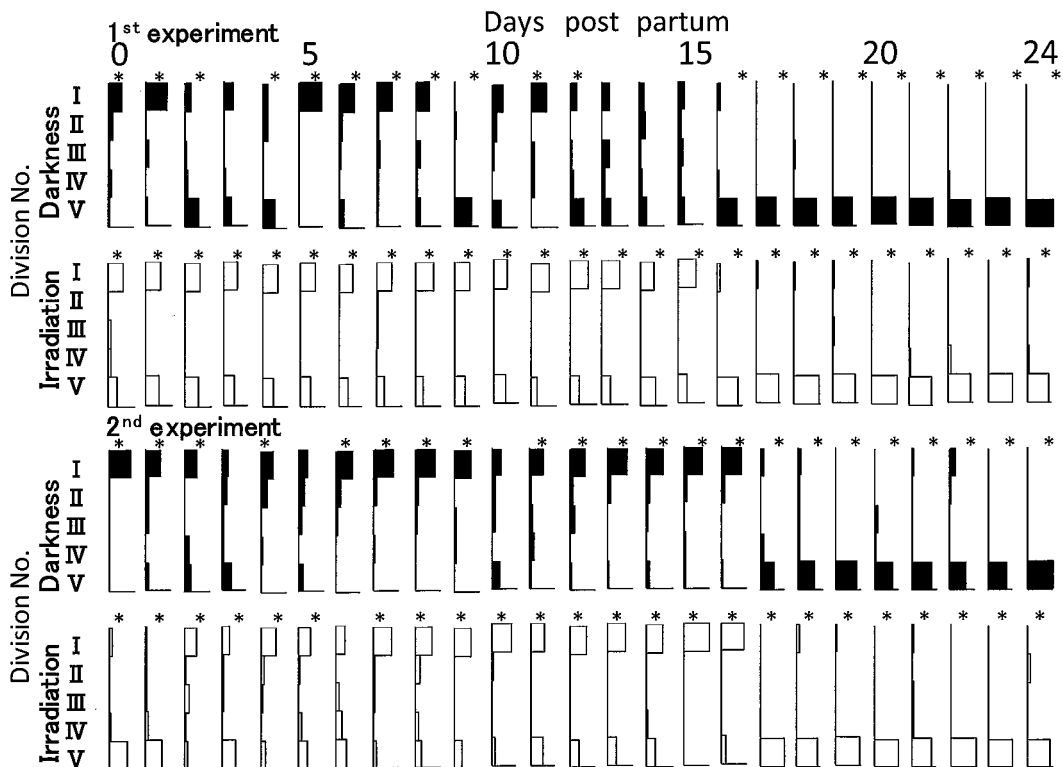 Days post partum
1st experiment
0 5 10 15 20 24
* * * * * * * * * * * * * * * * * * * *
Division No.
Darkness
I
II
III
IV
V
* * * * * * * * * * * * * * * * * * * * * * * * *
Irradiation
I
II
III
IV
V
2nd experiment
* * * * * * * * * * * * * * * * * * * * * *
Division No.
Darkness
I
II
III
IV
V
* * * * * * * * * * * * * * * * * * * * * * * * *
Irradiation
I
II
III
IV
V